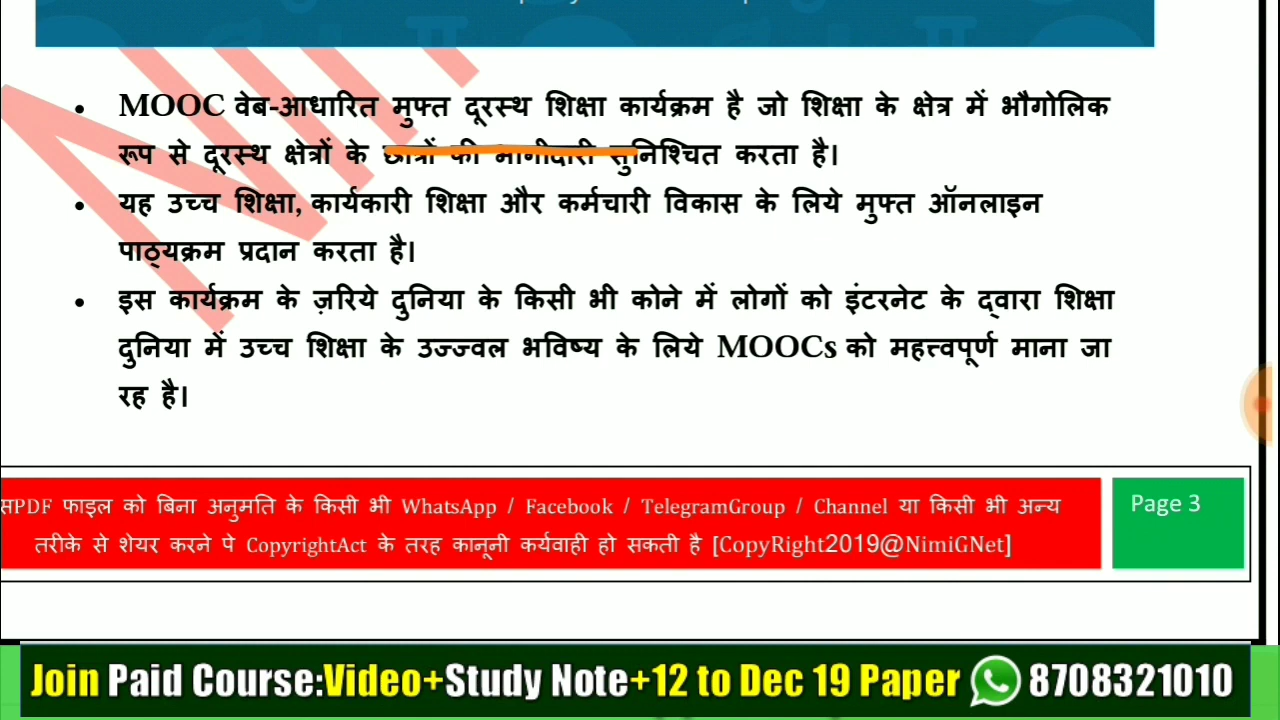 • MOOC वेब-आधारित मुफ्त दूरस्थ शिक्षा कार्यक्रम है जो शिक्षा के क्षेत्र में भौगोलिक
रूप से दूरस्थ क्षेत्रों के छात्रों की भागीदारी सुनिश्चित करता है।
• यह उच्च शिक्षा, कार्यकारी शिक्षा और कर्मचारी विकास के लिये मुफ्त ऑनलाइन
पाठ्यक्रम प्रदान करता है।
• इस कार्यक्रम के ज़रिये दुनिया के किसी भी कोने में लोगों को इंटरनेट के द्वारा शिक्षा
दुनिया में उच्च शिक्षा के उज्ज्वल भविष्य के लिये MOOCs को महत्त्वपूर्ण माना जा
रह है।
सPDF फाइल को बिना अनुमति के किसी भी WhatsApp / Facebook / TelegramGroup / Channel या किसी भी अन्य
तरीके से शेयर करने पे CopyrightAct के तरह कानूनी कर्यवाही हो सकती है [CopyRight2019@NimiGNet]
Page 3
Join Paid Course:Video+Study Note+12 to Dec 19 Paper 8708321010